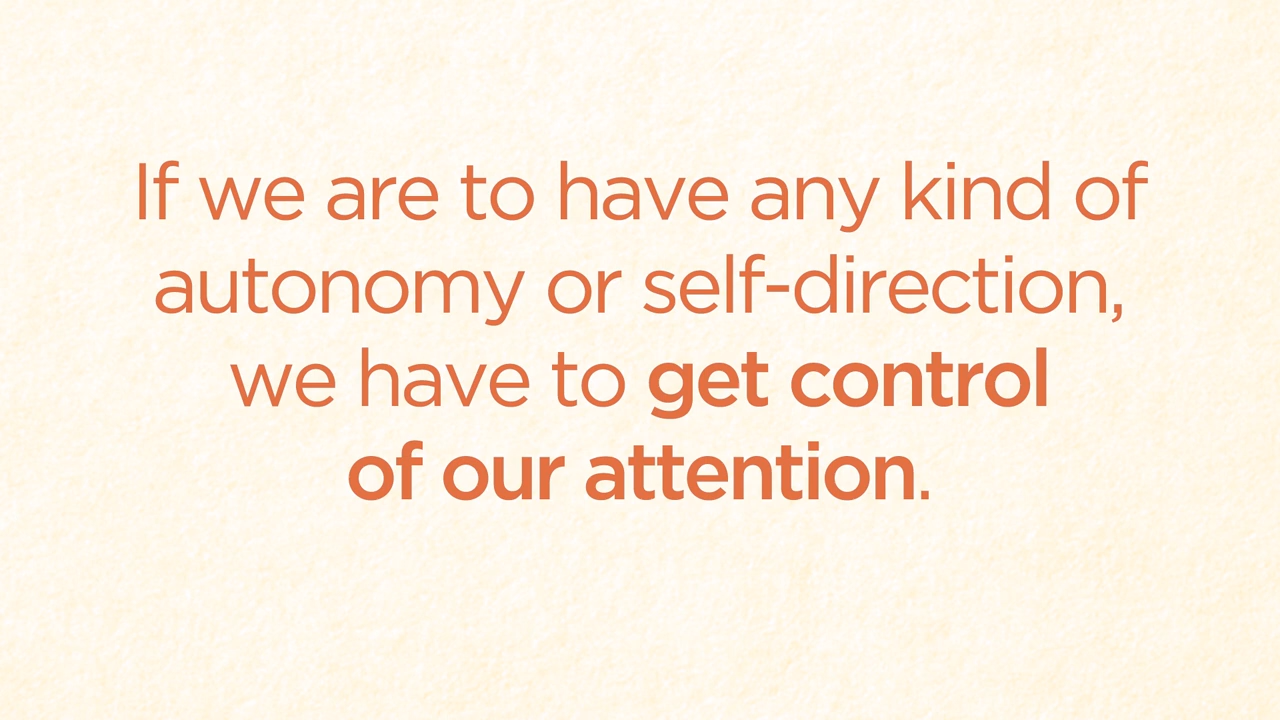 If we are to have any kind of
autonomy or self-direction,
we have to get control
of our attention.